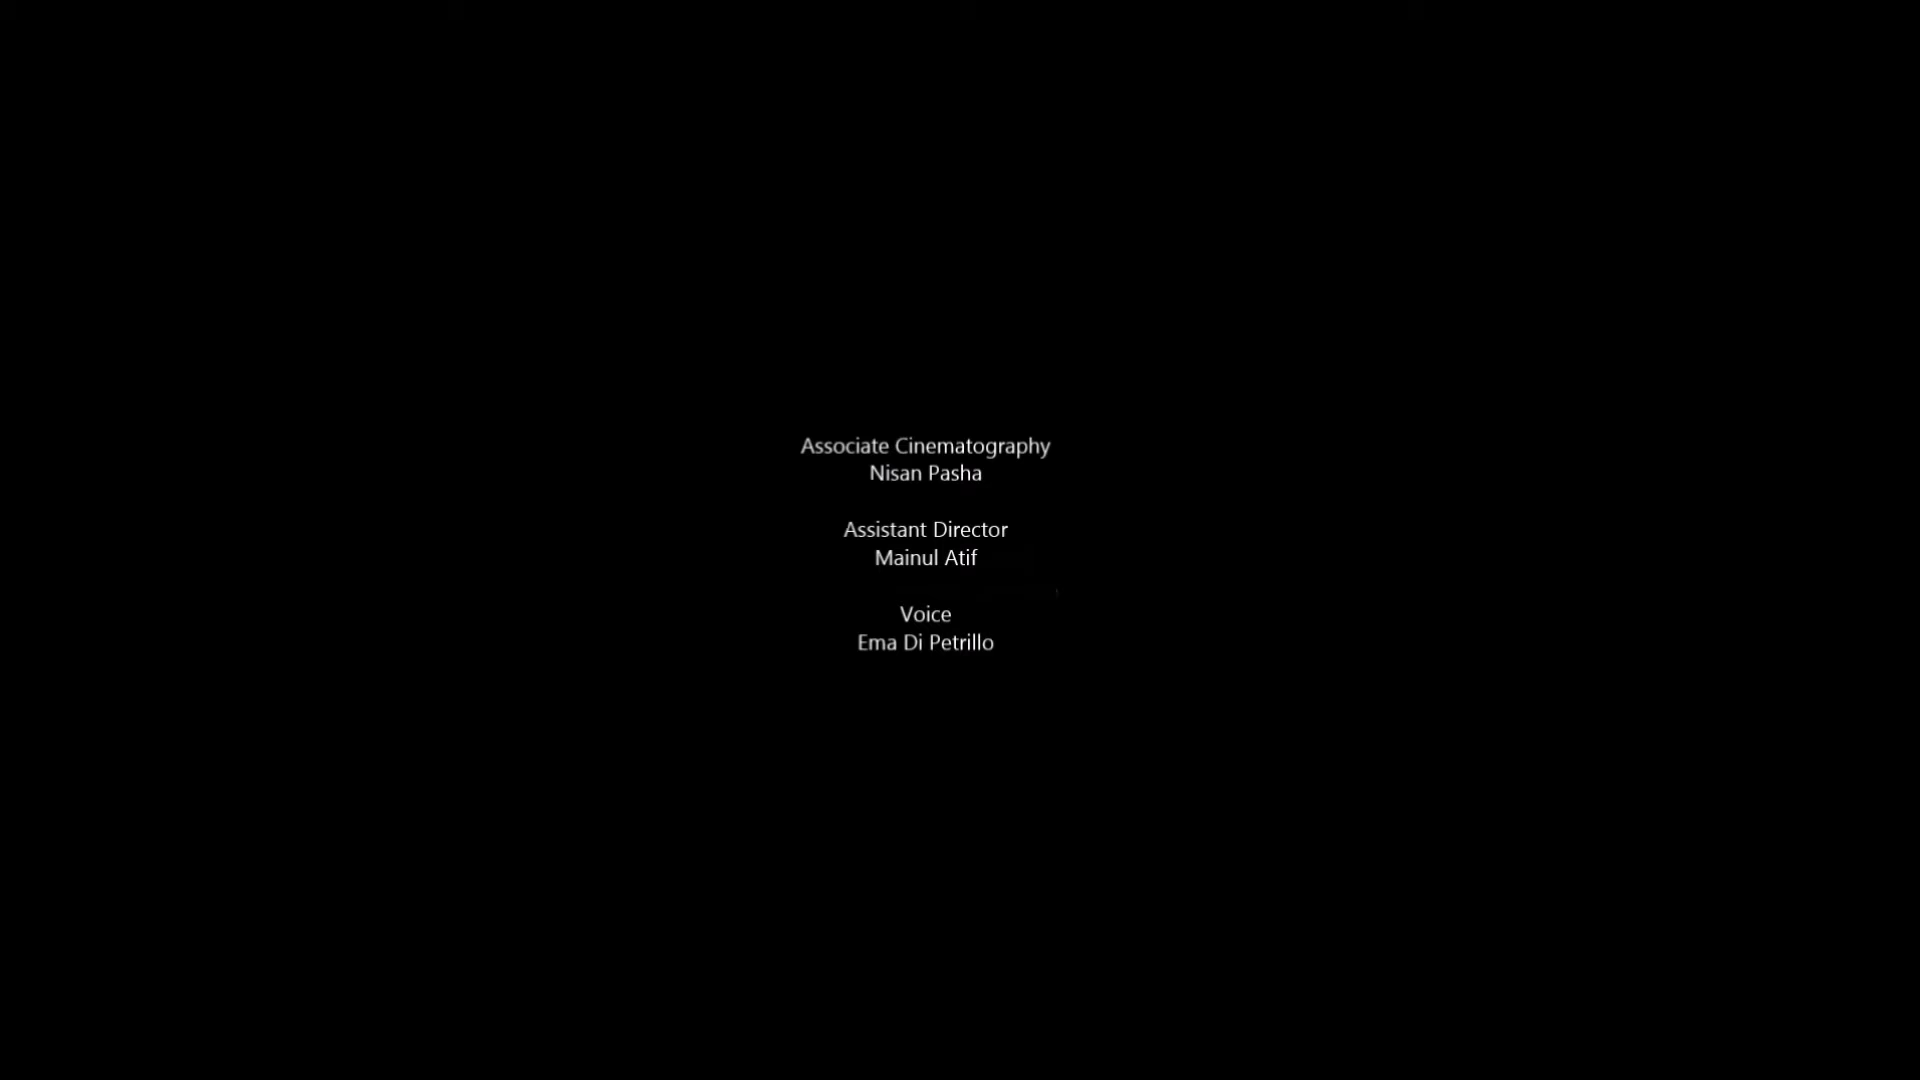 Associate Cinematography
Nisan Pasha
Assistant Director
Mainul Atif
Voice
Ema Di Petrillo